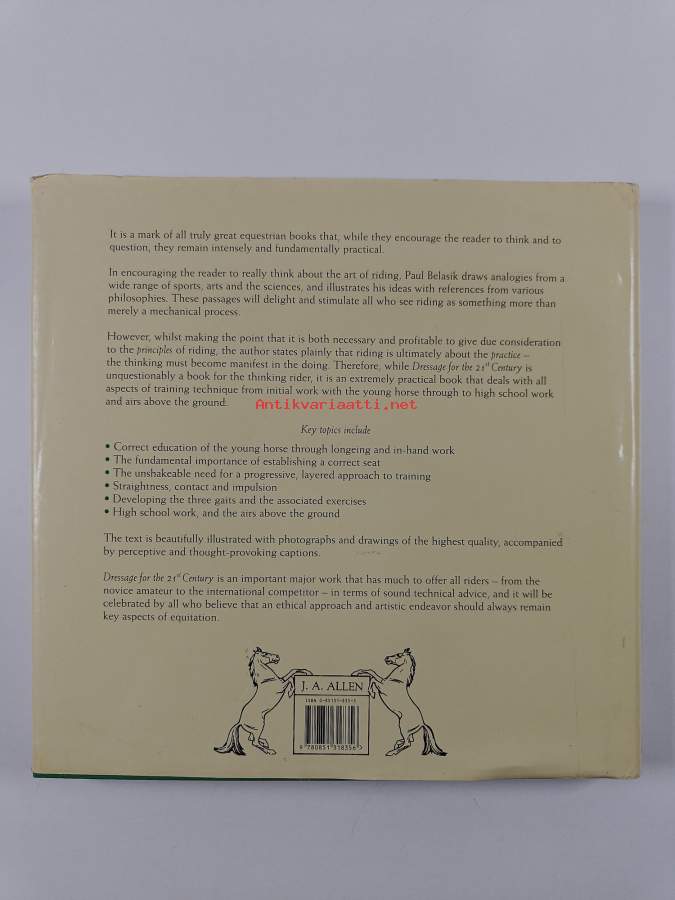 It is a mark of all truly great equestrian books that, while they encourage the reader to think and to
question, they remain intensely and fundamentally practical.
In encouraging the reader to really think about the art of riding, Paul Belasik draws analogies from a
wide range of sports, arts and the sciences, and illustrates his ideas with references from various
philosophies. These passages will delight and stimulate all who see riding as something more than
merely a mechanical process.
However, whilst making the point that it is both necessary and profitable to give due consideration
to the principles of riding, the author states plainly that riding is ultimately about the practice –
the thinking must become manifest in the doing. Therefore, while Dressage for the 21st Century is
unquestionably a book for the thinking rider, it is an extremely practical book that deals with all
aspects of training technique from initial work with the young horse through to high school work
and airs above the ground.
Antikvariaatti.net
Key topics include
• Correct education of the young horse through longeing and in-hand work
• The fundamental importance of establishing a correct seat
• The unshakeable need for a progressive, layered approach to training
• Straightness, contact and impulsion
• Developing the three gaits and the associated exercises
• High school work, and the airs above the ground
The text is beautifully illustrated with photographs and drawings of the highest quality, accompanied
by perceptive and thought-provoking captions.
Dressage for the 21st Century is an important major work that has much to offer all riders – from the
novice amateur to the international competitor – in terms of sound technical advice, and it will be
celebrated by all who believe that an ethical approach and artistic endeavor should always remain
key aspects of equitation.
J. A. ALLEN
9 780851 318356